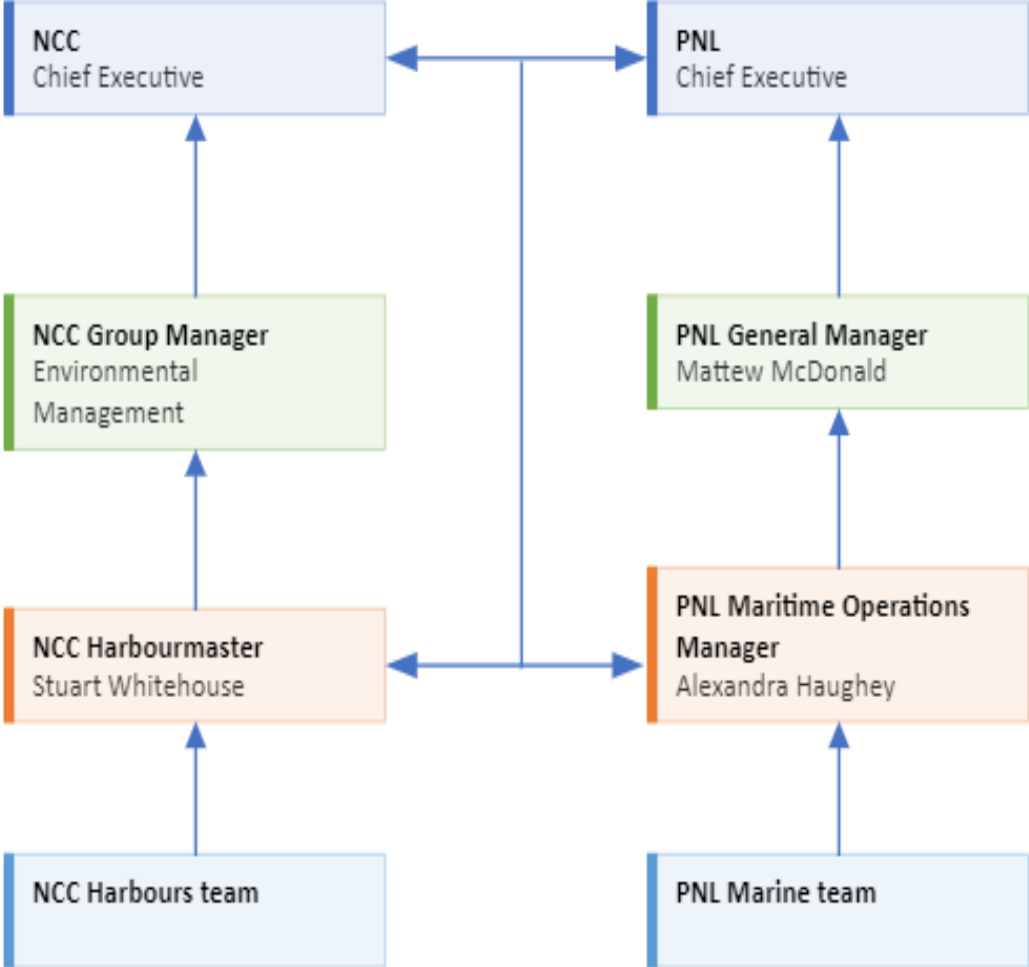 NCC
Chief Executive
PNL
Chief Executive
NCC Group Manager
Environmental
Management
PNL General Manager
Mattew McDonald
NCC Harbourmaster
Stuart Whitehouse
PNL Maritime Operations
Manager
Alexandra Haughey
NCC Harbours team
PNL Marine team